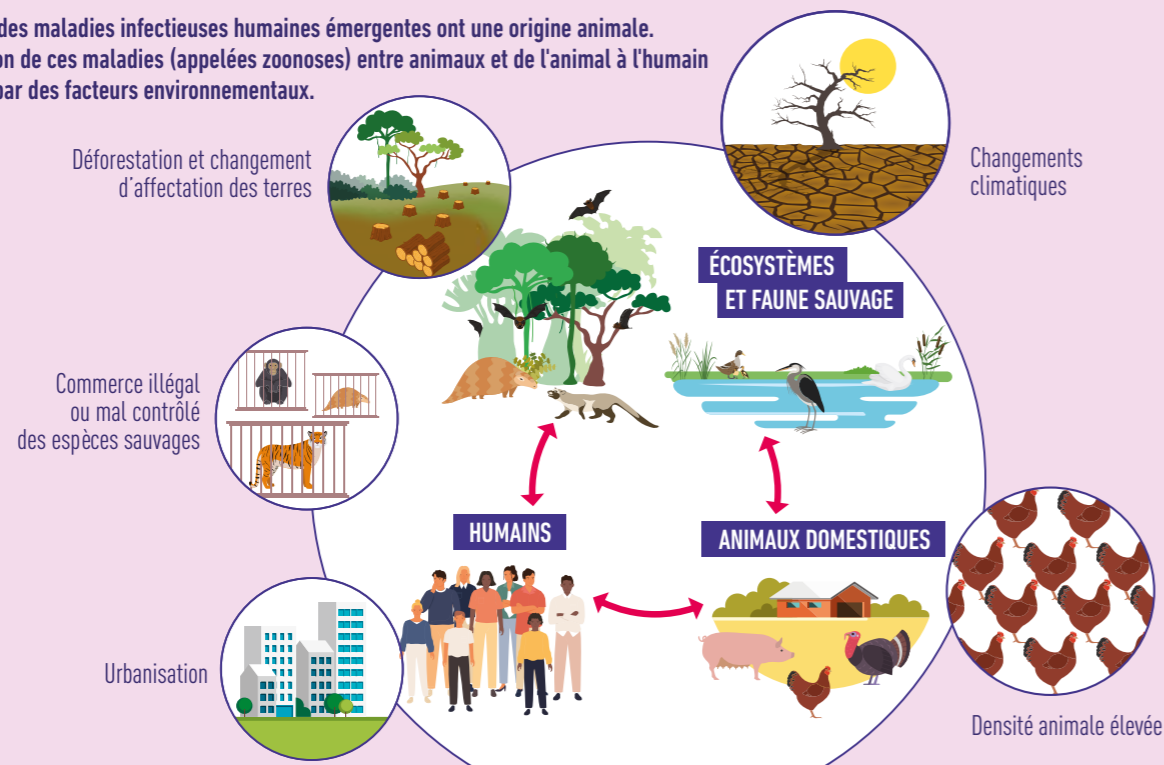 des maladies infectieuses humaines émergentes ont une origine animale.
on de ces maladies (appelées zoonoses) entre animaux et de l'animal à l'humain
par des facteurs environnementaux.
Déforestation et changement
d'affectation des terres
Changements
climatiques
ÉCOSYSTÈMES
ET FAUNE SAUVAGE
Commerce illégal
ou mal contrôlé
des espèces sauvages
HUMAINS
ANIMAUX DOMESTIQUES
Urbanisation
Densité animale élevée